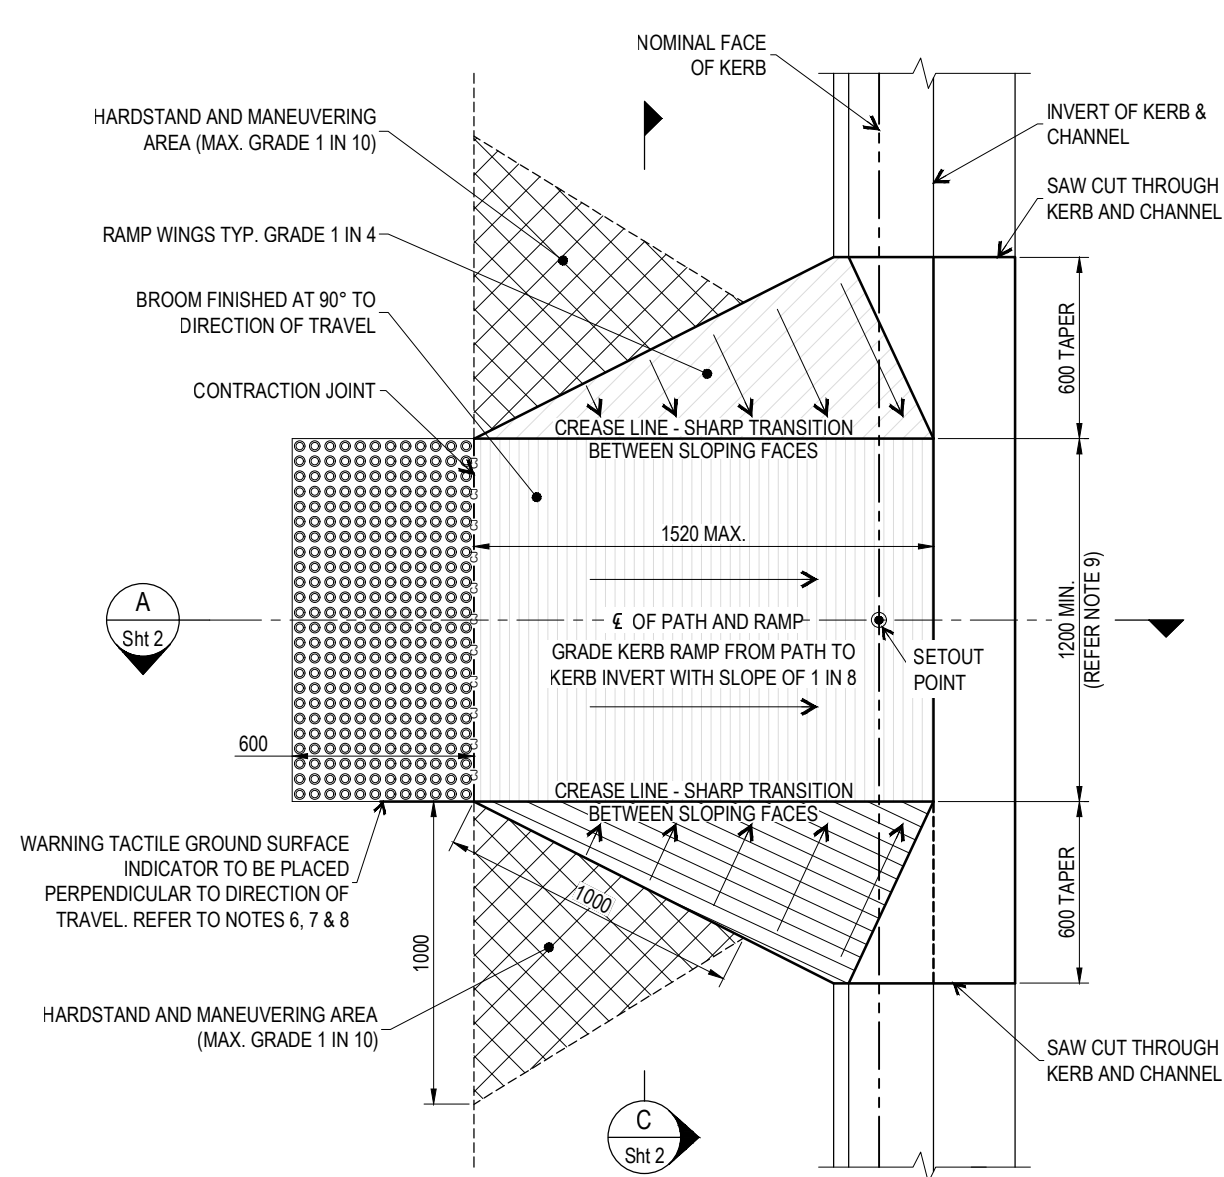 NOMINAL FACE
OF KERB
HARDSTAND AND MANEUVERING
AREA (MAX. GRADE 1 IN 10)
INVERT OF KERB &
CHANNEL
SAW CUT THROUGH
KERB AND CHANNEL
RAMP WINGS TYP. GRADE 1 IN 4
BROOM FINISHED AT 90° TO
DIRECTION OF TRAVEL
600 TAPER
CONTRACTION JOINT
CREASE LINE - SHARP TRANSITION
BETWEEN SLOPING FACES
1520 MAX.
1200 MIN.
(REFER NOTE 9)
A
Sht 2
℄ OF PATH AND RAMP
GRADE KERB RAMP FROM PATH TO
KERB INVERT WITH SLOPE OF 1 IN 8
SETOUT
POINT
600
CREASE LINE - SHARP TRANSITION
BETWEEN SLOPING FACES
WARNING TACTILE GROUND SURFACE
INDICATOR TO BE PLACED
PERPENDICULAR TO DIRECTION OF
TRAVEL. REFER TO NOTES 6, 7 & 8
1000
1000
600 TAPER
HARDSTAND AND MANEUVERING AREA
(MAX. GRADE 1 IN 10)
SAW CUT THROUGH
KERB AND CHANNEL
C
Sht 2